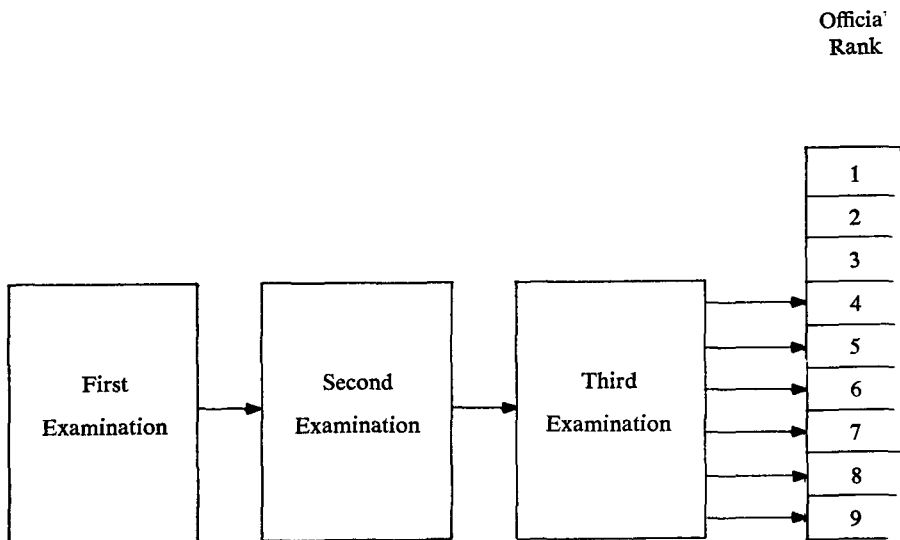 Officia
Rank
1
2
3
4
5
6
7
8
9
First
Examination
Second
Examination
Third
Examination